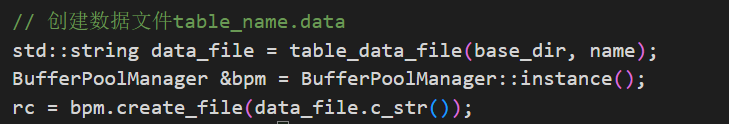 // 创建数据文件table_name.data
std::string data_file = table_data_file(base_dir, name);
BufferPoolManager &bpm = BufferPoolManager::instance();
rc = bpm.create_file(data_file.c_str());